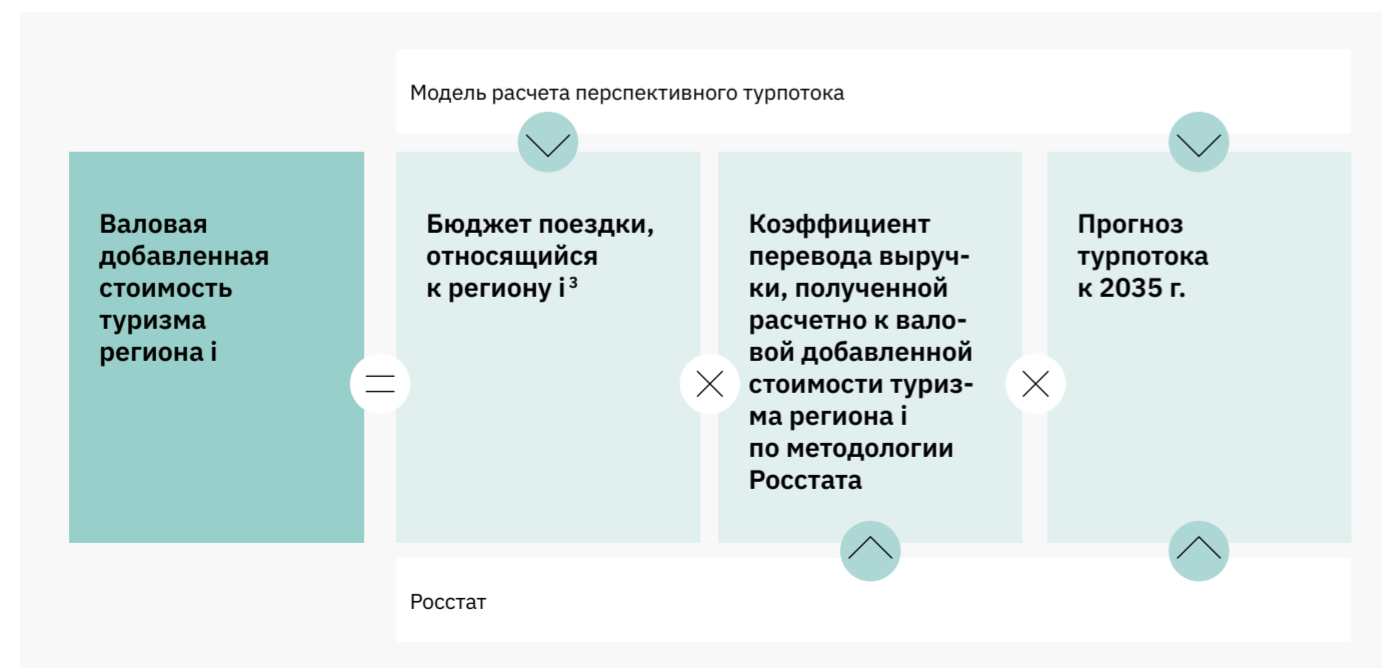 Модель расчета перспективного турпотока
Валовая
добавленная
стоимость
туризма
региона i
Бюджет поездки,
относящийся
к региону i³
Коэффициент
перевода выруч-
ки, полученной
расчетно к вало-
вой добавленной
стоимости туриз-
ма региона i
по методологии
Росстата
Прогноз
турпотока
к 2035 г.
Росстат